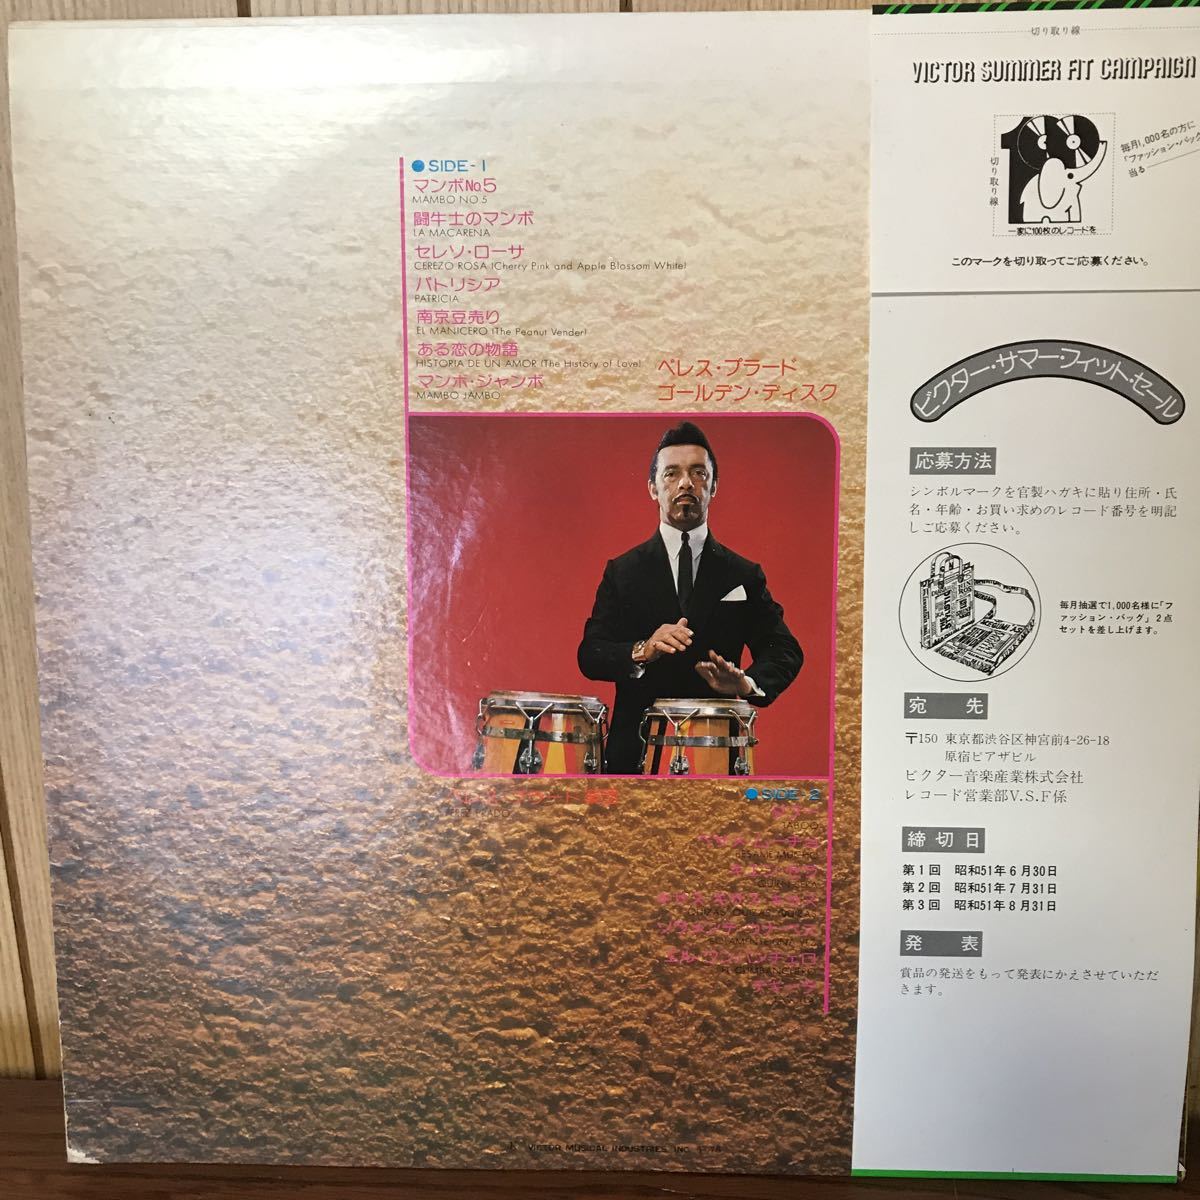 ● SIDE-1
マンボNo.5
MAMBO NO.5
闘牛士のマンボ
LA MACARENA
セレソ・ローサ
CEREZO ROSA (Cherry Pink and Apple Blossom White)
パトリシア
PATRICIA
南京豆売り
EL MANICERO (The Peanut Vender)
ある恋の物語
HISTORIA DE UN AMOR (The History of Love)
マンボ・ジャンボ
MAMBO JAMBO
ペレス・プラード
ゴールデン・ディスク
● SIDE-2
TABOO
QUIZAS, QUIZAS, QUIZAS
EL CUMBANCHERO
VICTOR MUSICAL INDUSTRIES, INC.
切り取り線
VICTOR SUMMER FIT CAMPAIGN
100
切り取り線
毎月1,000名の方に
「ファッション・バッグ
当る
一家に100枚のレコードを
このマークを切り取ってご応募ください。
ビクター・サマー・フィット・セール
応募方法
シンボルマークを官製ハガキに貼り住所・氏
名・年齢・お買い求めのレコード番号を明記
しご応募ください。
毎月抽選で1,000名様に「フ
ァッション・バッグ」2点
セットを差し上げます。
宛 先
〒150 東京都渋谷区神宮前4-26-18
原宿ピアザビル
ビクター音楽産業株式会社
レコード営業部V.S.F係
締切日
第1回 昭和51年6月30日
第2回 昭和51年7月31日
第3回 昭和51年8月31日
発 表
賞品の発送をもって発表にかえさせていただ
きます。